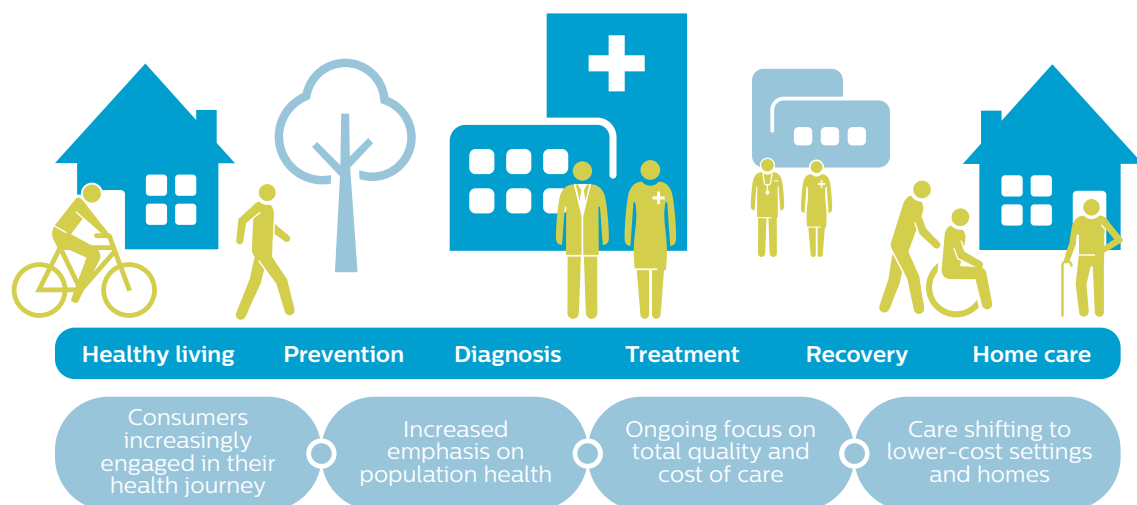 Healthy living Prevention Diagnosis Treatment Recovery Home care
Consumers
increasingly
engaged in their
health journey
Increased
emphasis on
population health
Ongoing focus on
total quality and
cost of care
Care shifting to
lower-cost settings
and homes